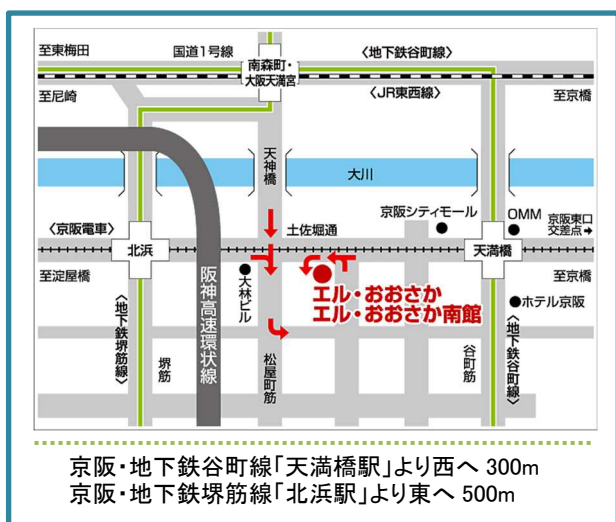 至東梅田
国道1号線
〈地下鉄谷町線〉
南森町・
大阪天満宮
至尼崎
〈JR東西線〉
至京橋
天神橋
大川
京阪シティモール
OMM
京阪東口
交差点➡
〈京阪電車〉
土佐堀通
北浜
天満橋
至淀屋橋
阪神高速環状線
大林ビル
エル・おおさか
エル・おおさか南館
至京橋
ホテル京阪
〈地下鉄堺筋線〉
堺筋
松屋町筋
谷町筋
〈地下鉄谷町線〉
京阪・地下鉄谷町線「天満橋駅」より西へ 300m
京阪・地下鉄堺筋線「北浜駅」より東へ 500m